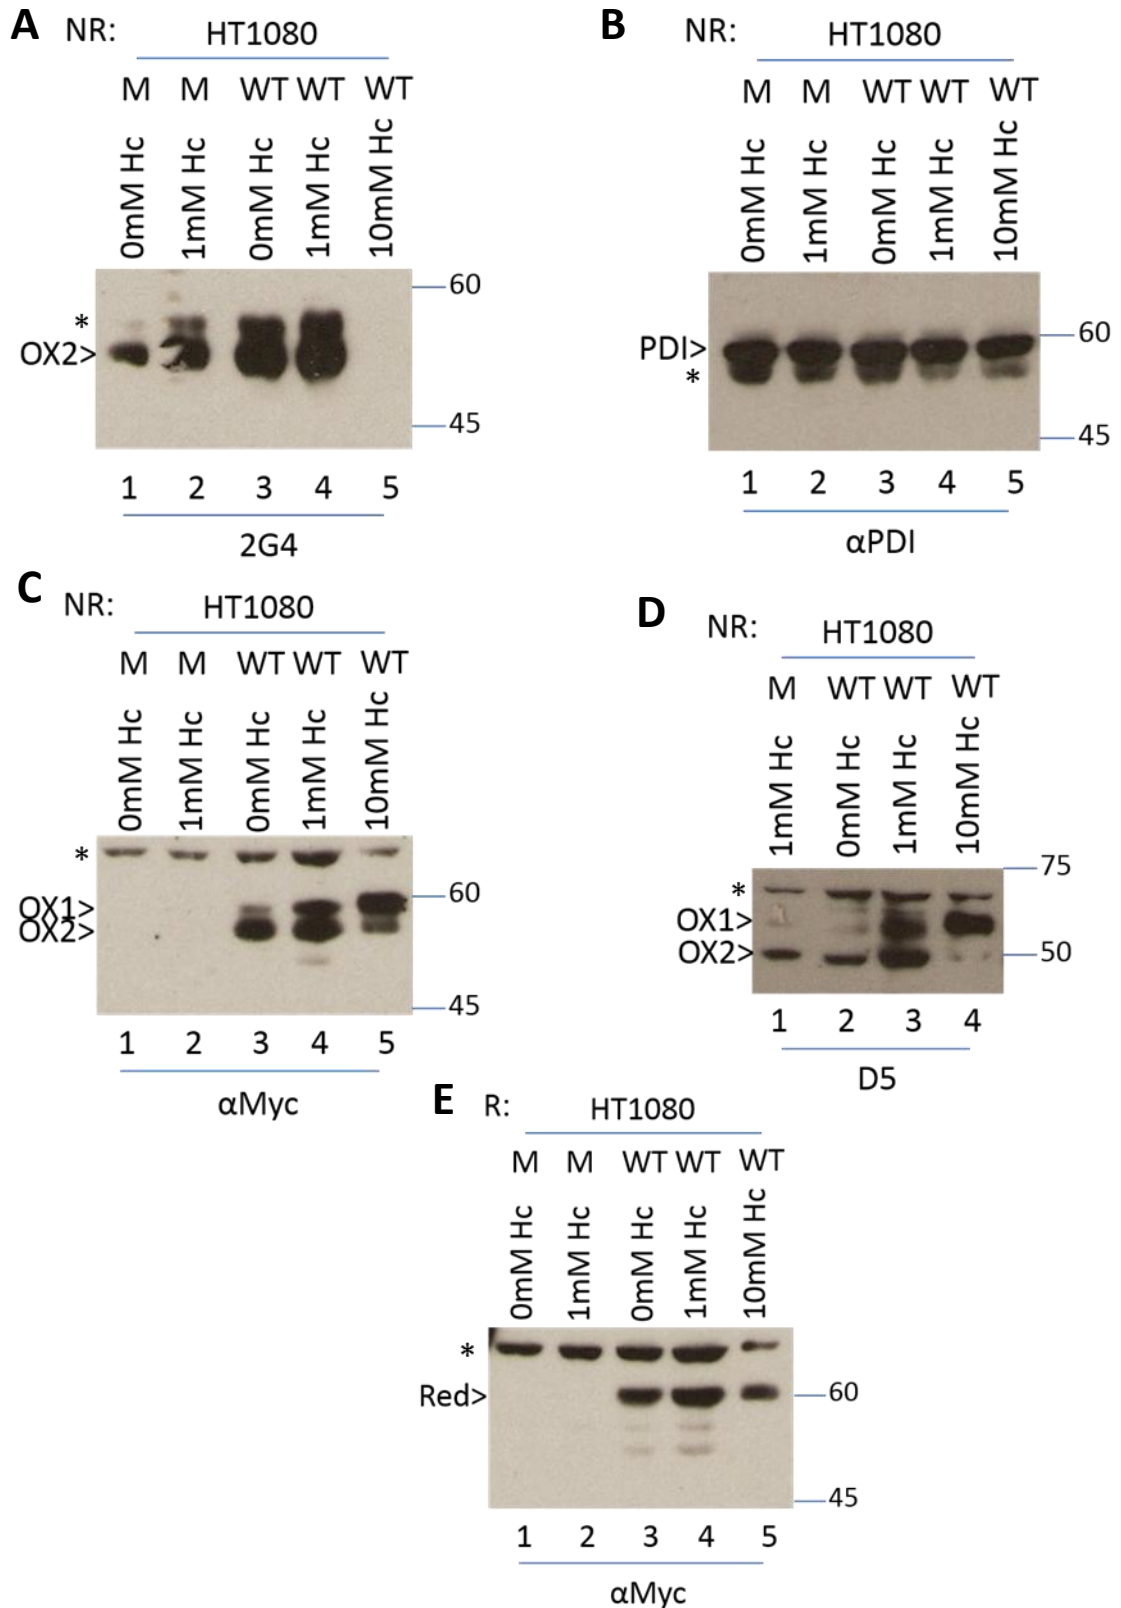 A NR: HT1080
M M WT WT WT
0mM Hc 1mM Hc 0mM Hc 1mM Hc 10mM Hc
60
*
OX2>
45
1 2 3 4 5
2G4
B NR: HT1080
M M WT WT WT
0mM Hc 1mM Hc 0mM Hc 1mM Hc 10mM Hc
60
PDI>
*
45
1 2 3 4 5
αPDI
C NR: HT1080
M M WT WT WT
0mM Hc 1mM Hc 0mM Hc 1mM Hc 10mM Hc
*
60
OX1>
OX2>
45
1 2 3 4 5
αMyc
D NR: HT1080
M WT WT WT
1mM Hc 0mM Hc 1mM Hc 10mM Hc
75
*
OX1>
OX2>
50
1 2 3 4
D5
E R: HT1080
M M WT WT WT
0mM Hc 1mM Hc 0mM Hc 1mM Hc 10mM Hc
*
Red>
60
45
1 2 3 4 5
αMyc